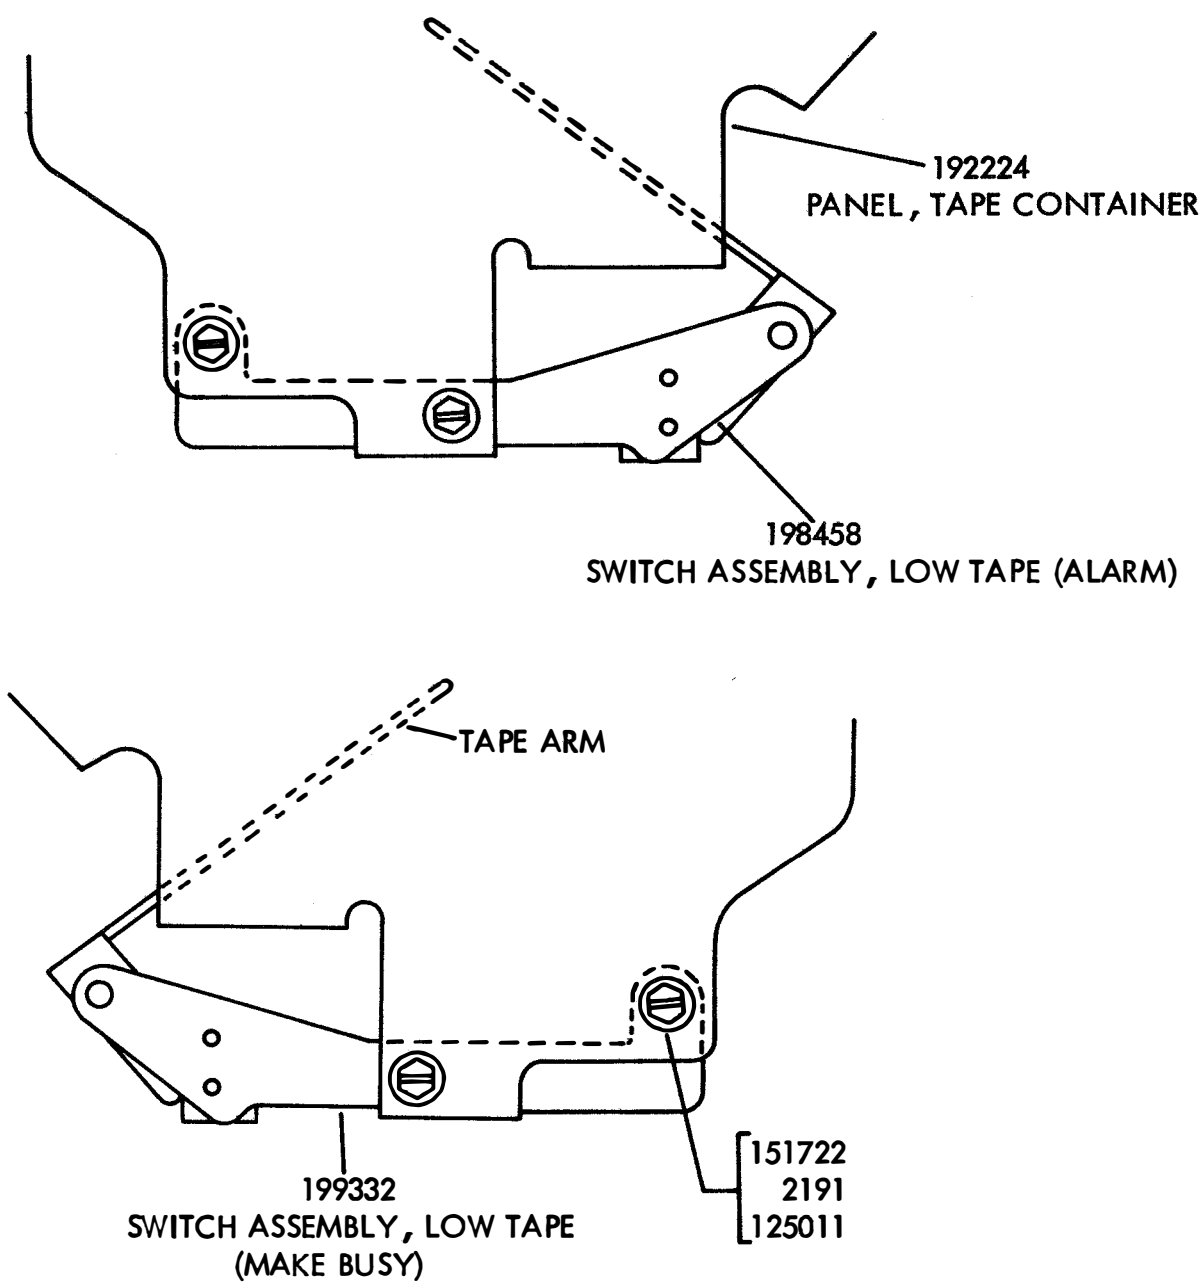 192224
PANEL, TAPE CONTAINER
198458
SWITCH ASSEMBLY, LOW TAPE (ALARM)
TAPE ARM
199332
SWITCH ASSEMBLY, LOW TAPE
(MAKE BUSY)
151722
2191
125011